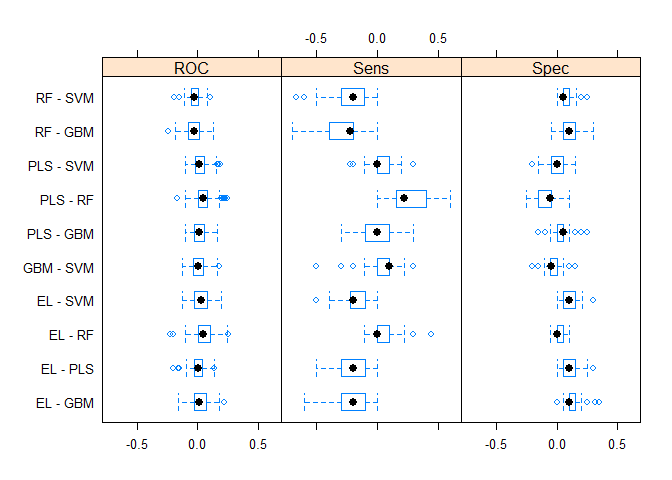 -0.5 0.0 0.5
ROC Sens Spec
RF - SVM
RF - GBM
PLS - SVM
PLS - RF
PLS - GBM
GBM - SVM
EL - SVM
EL - RF
EL - PLS
EL - GBM
-0.5 0.0 0.5 -0.5 0.0 0.5